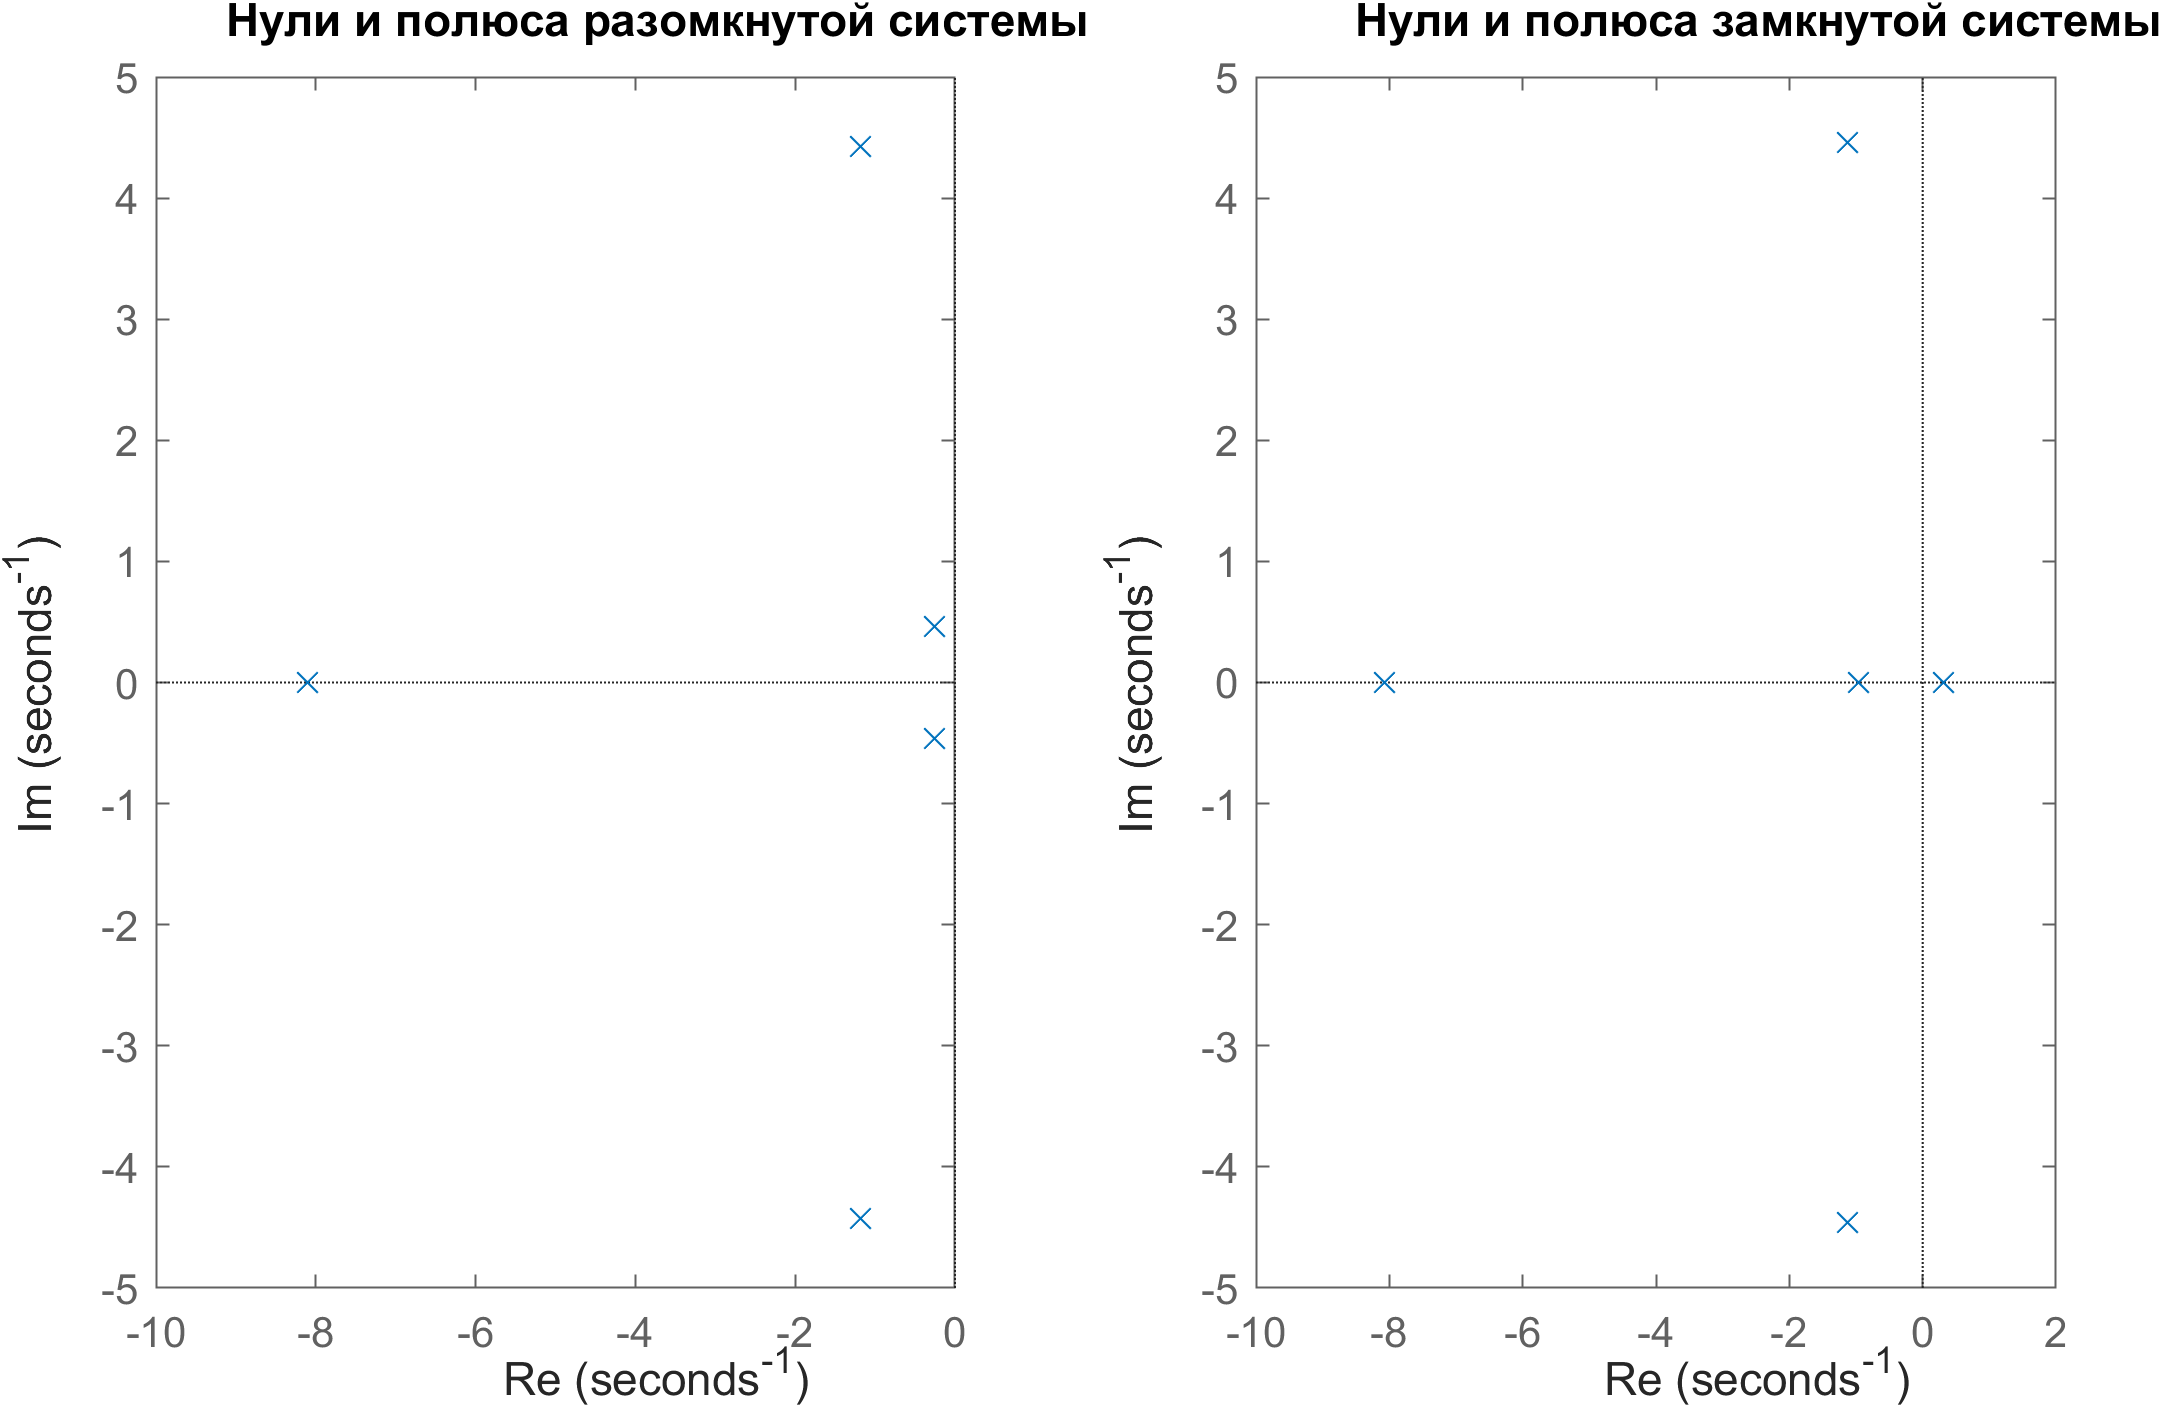 Нули и полюса разомкнутой системы
5
4
3
2
1
0
-1
-2
-3
-4
-5
-10 -8 -6 -4 -2 0
Re (seconds⁻¹)
Im (seconds⁻¹)
Нули и полюса замкнутой системы
5
4
3
2
1
0
-1
-2
-3
-4
-5
-10 -8 -6 -4 -2 0 2
Re (seconds⁻¹)
Im (seconds⁻¹)